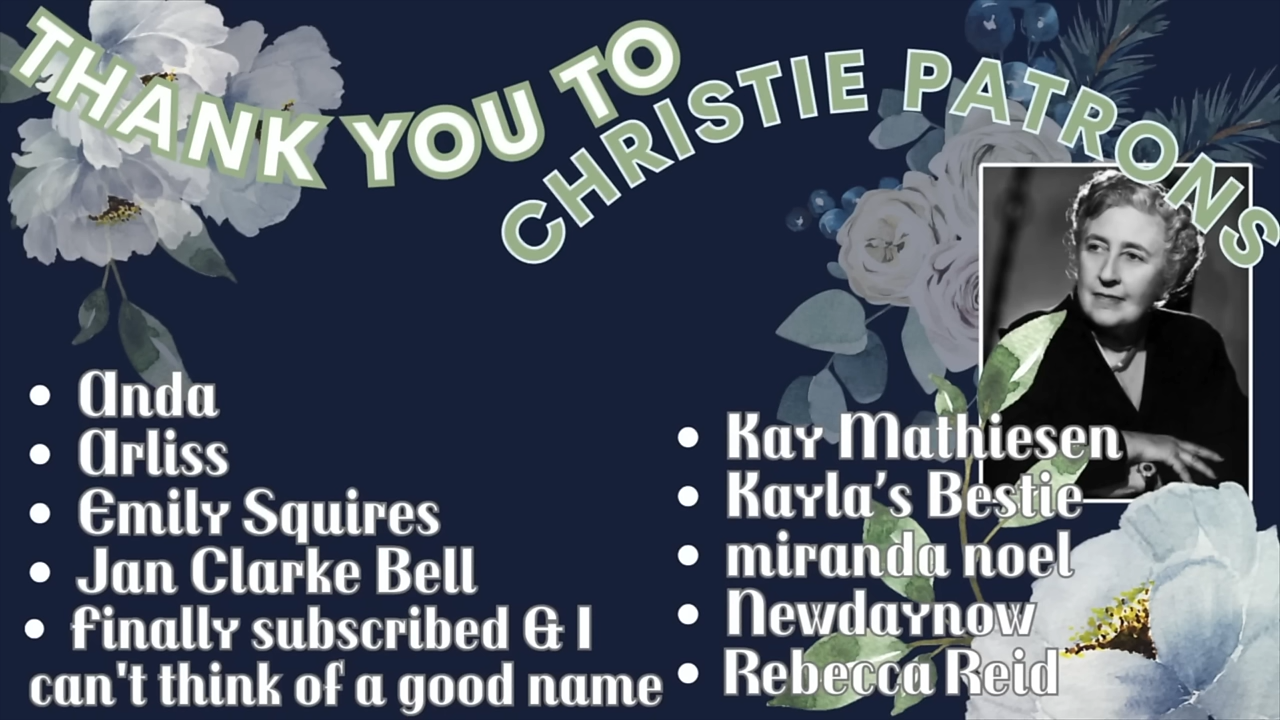 THANK YOU TO
CHRISTIE PATRONS
• Anda
• Arliss
• Emily Squires
• Jan Clarke Bell
• finally subscribed & I
can't think of a good name
• Kay Mathiesen
• Kayla's Bestie
• miranda noel
• Newdaynow
• Rebecca Reid